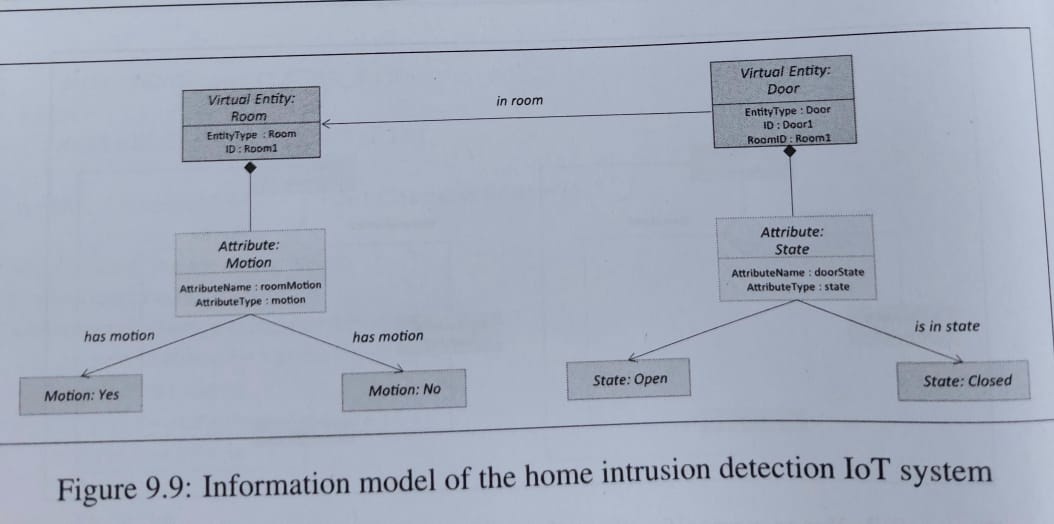 Virtual Entity:
Room
EntityType : Room
ID : Room1
in room
Virtual Entity:
Door
EntityType : Door
ID : Door1
RoomID : Room1
Attribute:
Motion
AttributeName : roomMotion
AttributeType : motion
Attribute:
State
AttributeName : doorState
AttributeType : state
has motion
has motion
is in state
Motion: Yes
Motion: No
State: Open
State: Closed
Figure 9.9: Information model of the home intrusion detection IoT system